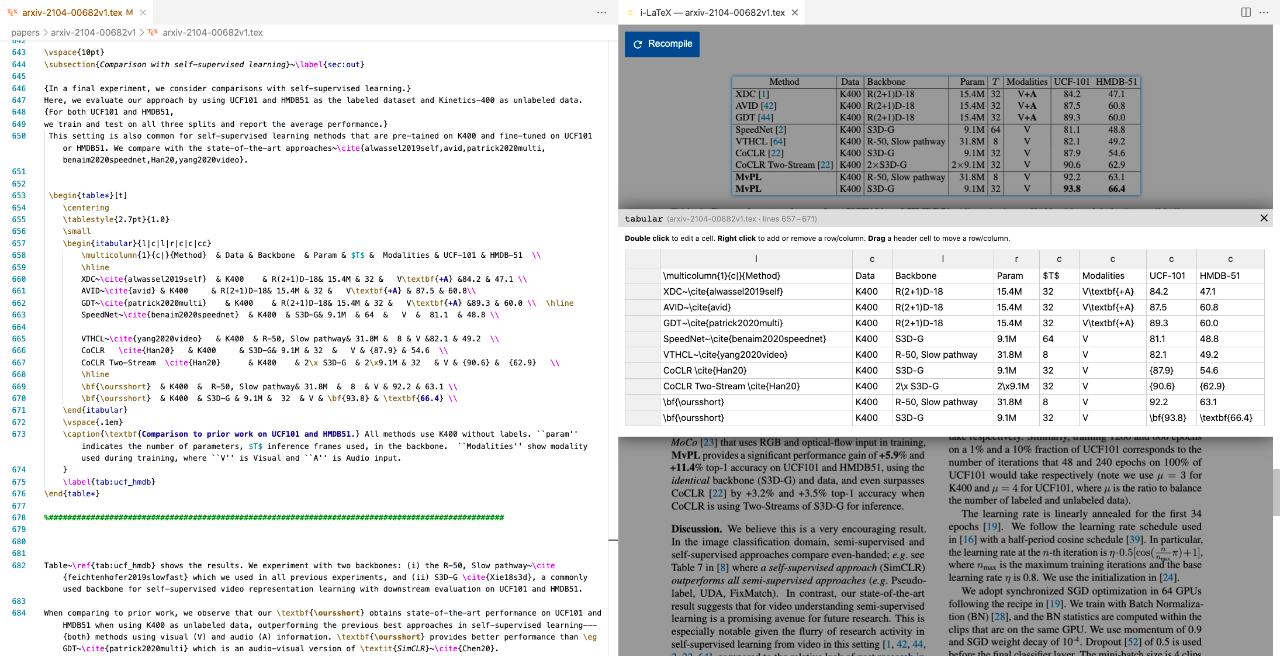 arxiv-2104-00682v1.tex M
papers > arxiv-2104-00682v1 > arxiv-2104-00682v1.tex
643 \vspace{10pt}
644 \subsection{Comparison with self-supervised learning}~\label{sec:out}
645
646 {In a final experiment, we consider comparisons with self-supervised learning.}
647 Here, we evaluate our approach by using UCF101 and HMDB51 as the labeled dataset and Kinetics-400 as unlabeled data.
648 {For both UCF101 and HMDB51,
649 we train and test on all three splits and report the average performance.}
650 This setting is also common for self-supervised learning methods that are pre-tained on K400 and fine-tuned on UCF101
or HMDB51. We compare with the state-of-the-art approaches~\cite{alwassel2019self,avid,patrick2020multi,
benaim2020speednet,Han20,yang2020video}.
651
652
653 \begin{table*}[t]
654 \centering
655 \tablestyle{2.7pt}{1.0}
656 \small
657 \begin{itabular}{l|c|l|r|c|c|cc}
658 \multicolumn{1}{c|}{Method} & Data & Backbone & Param & $T$ & Modalities & UCF-101 & HMDB-51 \\
659 \hline
660 XDC~\cite{alwassel2019self} & K400 & R(2+1)D-18& 15.4M & 32 & V\textbf{+A} &84.2 & 47.1 \\
661 AVID~\cite{avid} & K400 & R(2+1)D-18& 15.4M & 32 & V\textbf{+A} & 87.5 & 60.8\\
662 GDT~\cite{patrick2020multi} & K400 & R(2+1)D-18& 15.4M & 32 & V\textbf{+A} &89.3 & 60.0 \\ \hline
663 SpeedNet~\cite{benaim2020speednet} & K400 & S3D-G& 9.1M & 64 & V & 81.1 & 48.8 \\
664
665 VTHCL~\cite{yang2020video} & K400 & R-50, Slow pathway& 31.8M & 8 & V &82.1 & 49.2 \\
666 CoCLR \cite{Han20} & K400 & S3D-G& 9.1M & 32 & V & {87.9} & 54.6 \\
667 CoCLR Two-Stream \cite{Han20} & K400 & 2\x S3D-G & 2\x9.1M & 32 & V & {90.6} & {62.9} \\
668 \hline
669 \bf{\oursshort} & K400 & R-50, Slow pathway& 31.8M & 8 & V & 92.2 & 63.1 \\
670 \bf{\oursshort} & K400 & S3D-G & 9.1M & 32 & V & \bf{93.8} & \textbf{66.4} \\
671 \end{itabular}
672 \vspace{.1em}
673 \caption{\textbf{Comparison to prior work on UCF101 and HMDB51.} All methods use K400 without labels. ``param''
indicates the number of parameters, $T$ inference frames used, in the backbone. ``Modalities'' show modality
used during training, where ``V'' is Visual and ``A'' is Audio input.
674 }
675 \label{tab:ucf_hmdb}
676 \end{table*}
677
678
679
680
681
682 Table~\ref{tab:ucf_hmdb} shows the results. We experiment with two backbones: (i) the R-50, Slow pathway~\cite
{feichtenhofer2019slowfast} which we used in all previous experiments, and (ii) S3D-G \cite{Xie18s3d}, a commonly
used backbone for self-supervised video representation learning with downstream evaluation on UCF101 and HMDB51.
683
684 When comparing to prior work, we observe that our \textbf{\oursshort} obtains state-of-the-art performance on UCF101 and
HMDB51 when using K400 as unlabeled data, outperforming the previous best approaches in self-supervised learning---
{both} methods using visual (V) and audio (A) information. \textbf{\oursshort} provides better performance than \eg
GDT~\cite{patrick2020multi} which is an audio-visual version of \textit{SimCLR}~\cite{Chen20}.
i-LaTeX — arxiv-2104-00682v1.tex
Recompile
Method Data Backbone Param T Modalities UCF-101 HMDB-51
XDC [1] K400 R(2+1)D-18 15.4M 32 V+A 84.2 47.1
AVID [42] K400 R(2+1)D-18 15.4M 32 V+A 87.5 60.8
GDT [44] K400 R(2+1)D-18 15.4M 32 V+A 89.3 60.0
SpeedNet [2] K400 S3D-G 9.1M 64 V 81.1 48.8
VTHCL [64] K400 R-50, Slow pathway 31.8M 8 V 82.1 49.2
CoCLR [22] K400 S3D-G 9.1M 32 V 87.9 54.6
CoCLR Two-Stream [22] K400 2×S3D-G 2×9.1M 32 V 90.6 62.9
MvPL K400 R-50, Slow pathway 31.8M 8 V 92.2 63.1
MvPL K400 S3D-G 9.1M 32 V 93.8 66.4
tabular (arxiv-2104-00682v1.tex · lines 657–671)
Double click to edit a cell. Right click to add or remove a row/column. Drag a header cell to move a row/column.
l c l r c c c c
\multicolumn{1}{c|}{Method} Data Backbone Param $T$ Modalities UCF-101 HMDB-51
XDC~\cite{alwassel2019self} K400 R(2+1)D-18 15.4M 32 V\textbf{+A} 84.2 47.1
AVID~\cite{avid} K400 R(2+1)D-18 15.4M 32 V\textbf{+A} 87.5 60.8
GDT~\cite{patrick2020multi} K400 R(2+1)D-18 15.4M 32 V\textbf{+A} 89.3 60.0
SpeedNet~\cite{benaim2020speednet} K400 S3D-G 9.1M 64 V 81.1 48.8
VTHCL~\cite{yang2020video} K400 R-50, Slow pathway 31.8M 8 V 82.1 49.2
CoCLR \cite{Han20} K400 S3D-G 9.1M 32 V {87.9} 54.6
CoCLR Two-Stream \cite{Han20} K400 2\x S3D-G 2\x9.1M 32 V {90.6} {62.9}
\bf{\oursshort} K400 R-50, Slow pathway 31.8M 8 V 92.2 63.1
\bf{\oursshort} K400 S3D-G 9.1M 32 V \bf{93.8} \textbf{66.4}
MoCo [23] that uses RGB and optical-flow input in training,
MvPL provides a significant performance gain of +5.9% and
+11.4% top-1 accuracy on UCF101 and HMDB51, using the
identical backbone (S3D-G) and data, and even surpasses
CoCLR [22] by +3.2% and +3.5% top-1 accuracy when
CoCLR is using Two-Streams of S3D-G for inference.
Discussion. We believe this is a very encouraging result.
In the image classification domain, semi-supervised and
self-supervised approaches compare even-handed; e.g. see
Table 7 in [8] where a self-supervised approach (SimCLR)
outperforms all semi-supervised approaches (e.g. Pseudo-
label, UDA, FixMatch). In contrast, our state-of-the-art
result suggests that for video understanding semi-supervised
learning is a promising avenue for future research. This is
especially notable given the flurry of research activity in
self-supervised learning from video in this setting [1, 42, 44,
take respectively. Similarly, training 1200 and 600 epochs
on a 1% and a 10% fraction of UCF101 corresponds to the
number of iterations that 48 and 240 epochs on 100% of
UCF101 would take respectively (note we use μ = 3 for
K400 and μ = 4 for UCF101, where μ is the ratio to balance
the number of labeled and unlabeled data).
The learning rate is linearly annealed for the first 34
epochs [19]. We follow the learning rate schedule used
in [16] with a half-period cosine schedule [39]. In particular,
the learning rate at the n-th iteration is η·0.5[cos(n/nmax π)+1],
where nmax is the maximum training iterations and the base
learning rate η is 0.8. We use the initialization in [24].
We adopt synchronized SGD optimization in 64 GPUs
following the recipe in [19]. We train with Batch Normaliza-
tion (BN) [28], and the BN statistics are computed within the
clips that are on the same GPU. We use momentum of 0.9
and SGD weight decay of 10-4. Dropout [52] of 0.5 is used
before the final classifier layer. The mini-batch size is 4 clips